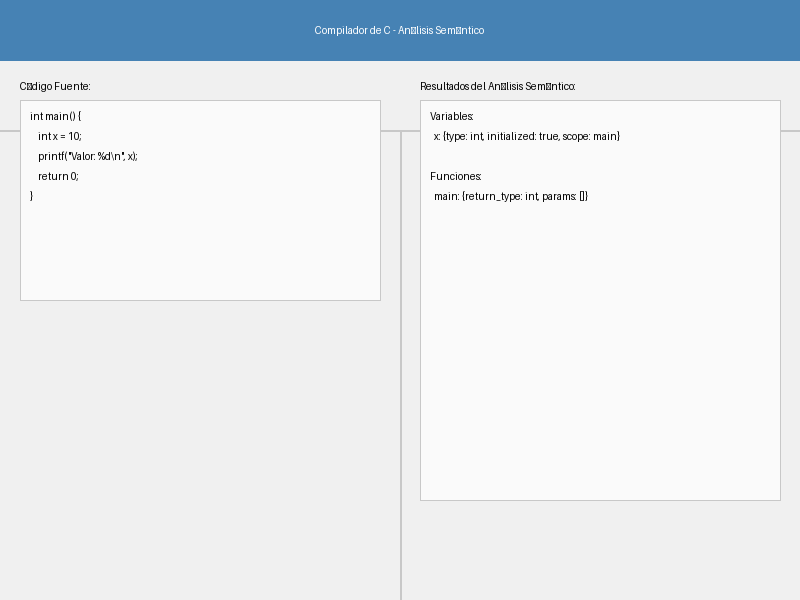 Compilador de C - An▯lisis Sem▯ntico
C▯digo Fuente:
int main() {
    int x = 10;
    printf("Valor: %d\n", x);
    return 0;
}
Resultados del An▯lisis Sem▯ntico:
Variables:
  x: {type: int, initialized: true, scope: main}
Funciones:
  main: {return_type: int, params: []}